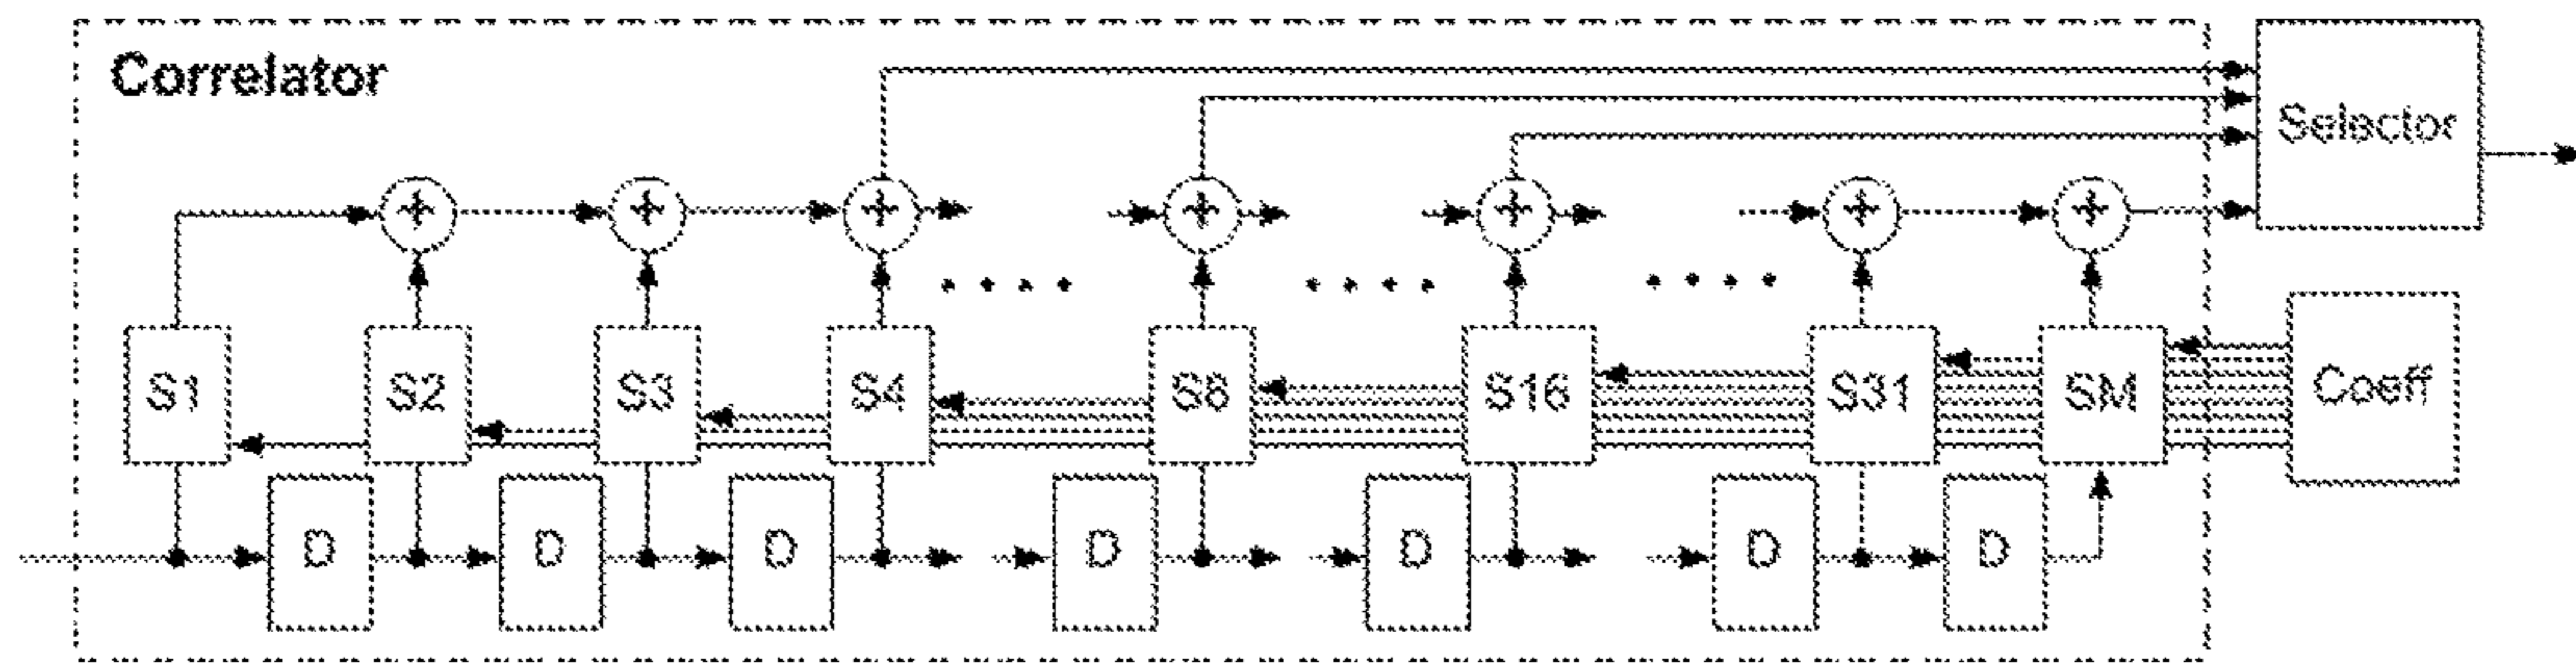 Correlator
Selector
+ + + + + + +
S1 S2 S3 S4 S8 S16 S31 SM Coeff
D D D D D D D